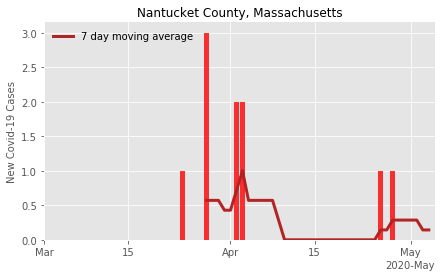 Nantucket County, Massachusetts
7 day moving average
New Covid-19 Cases
3.0
2.5
2.0
1.5
1.0
0.5
0.0
Mar 15 Apr 15 May
2020-May